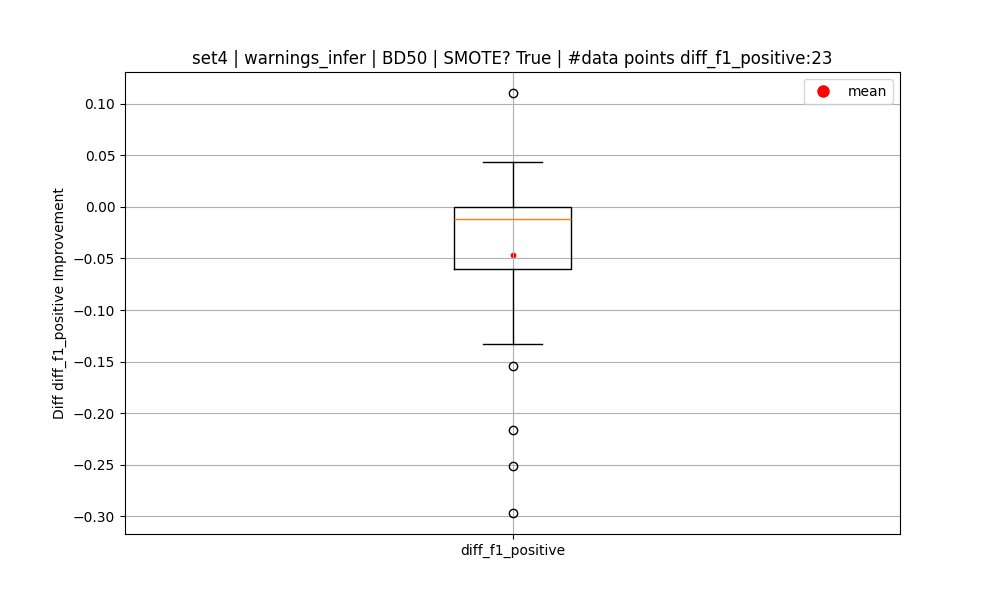 set4 | warnings_infer | BD50 | SMOTE? True | #data points diff_f1_positive:23
mean
0.10
0.05
0.00
−0.05
−0.10
−0.15
−0.20
−0.25
−0.30
Diff diff_f1_positive Improvement
diff_f1_positive